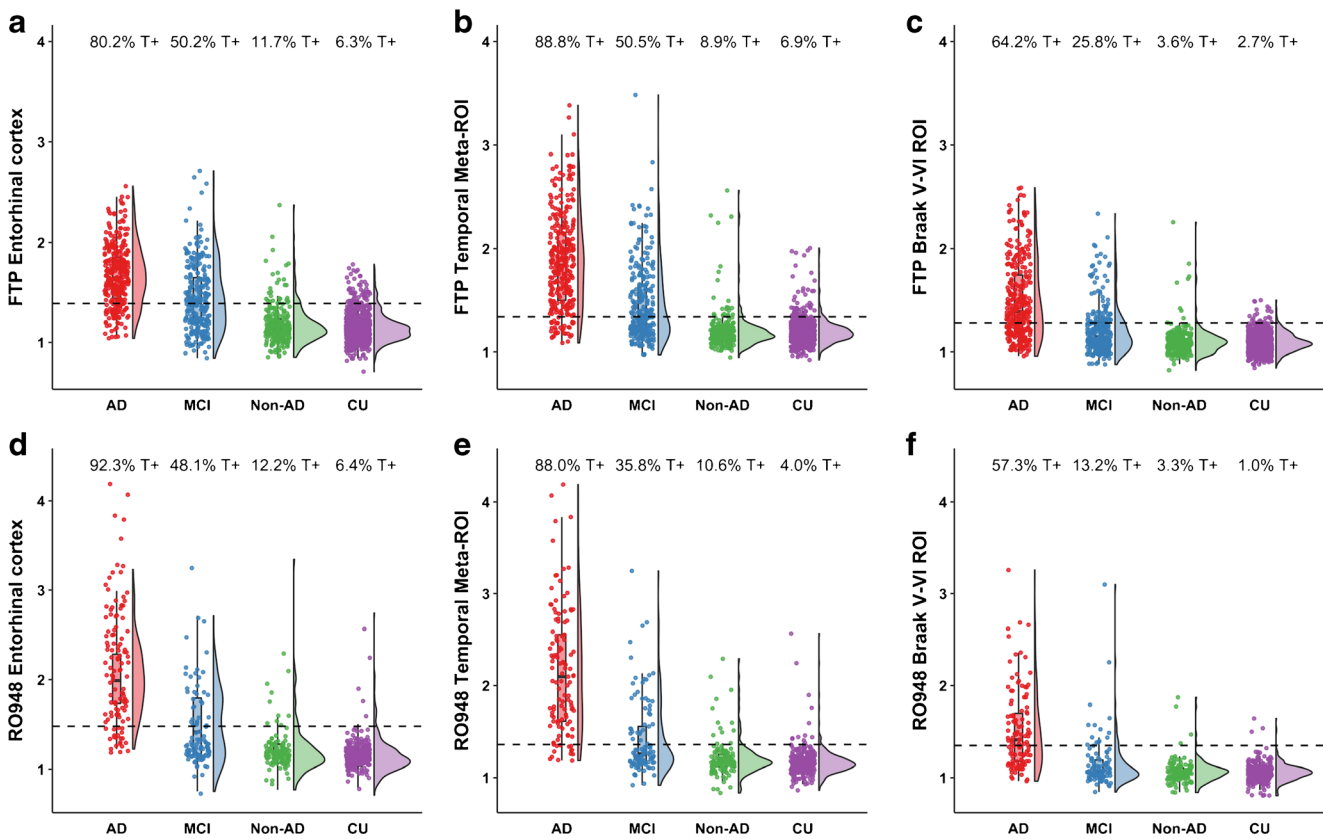 a
80.2% T+ 50.2% T+ 11.7% T+ 6.3% T+
FTP Entorhinal cortex
4
3
2
1
AD MCI Non-AD CU
b
88.8% T+ 50.5% T+ 8.9% T+ 6.9% T+
FTP Temporal Meta-ROI
4
3
2
1
AD MCI Non-AD CU
c
64.2% T+ 25.8% T+ 3.6% T+ 2.7% T+
FTP Braak V-VI ROI
4
3
2
1
AD MCI Non-AD CU
d
92.3% T+ 48.1% T+ 12.2% T+ 6.4% T+
RO948 Entorhinal cortex
4
3
2
1
AD MCI Non-AD CU
e
88.0% T+ 35.8% T+ 10.6% T+ 4.0% T+
RO948 Temporal Meta-ROI
4
3
2
1
AD MCI Non-AD CU
f
57.3% T+ 13.2% T+ 3.3% T+ 1.0% T+
RO948 Braak V-VI ROI
4
3
2
1
AD MCI Non-AD CU